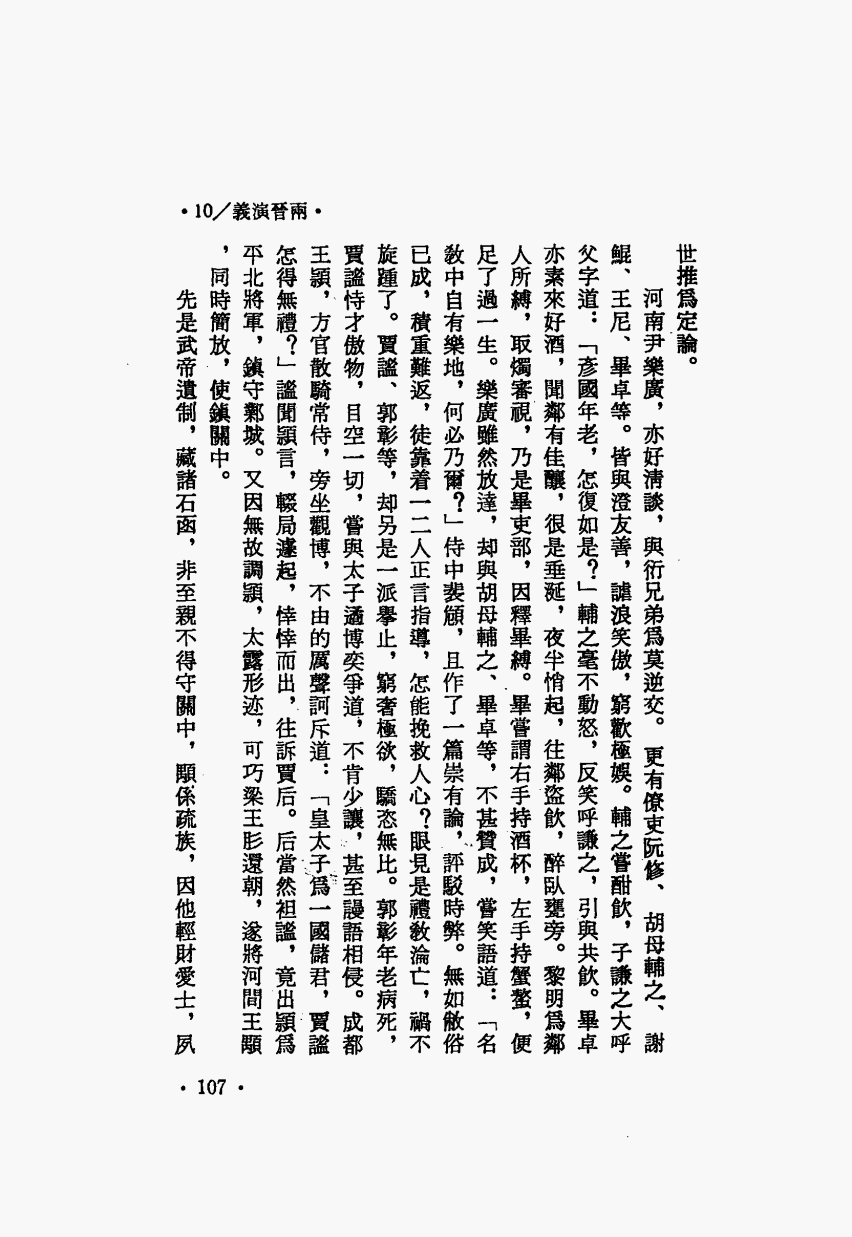 ·10／義演晉兩·
世推爲定論。
河南尹樂廣，亦好淸談，與衍兄弟爲莫逆交。更有僚吏阮修、胡母輔之、謝
鯤、王尼、畢卓等。皆與澄友善，謔浪笑傲，窮歡極娛。輔之嘗酣飲，子謙之大呼
父字道：「彥國年老，怎復如是？」輔之毫不動怒，反笑呼謙之，引與共飲。畢卓
亦素來好酒，聞鄰有佳釀，很是垂涎，夜半悄起，往鄰盜飲，醉臥甕旁。黎明爲鄰
人所縛，取燭審視，乃是畢吏部，因釋畢縛。畢嘗謂右手持酒杯，左手持蟹螯，便
足了過一生。樂廣雖然放達，却與胡母輔之、畢卓等，不甚贊成，嘗笑語道：「名
敎中自有樂地，何必乃爾？」侍中裴頠，且作了一篇崇有論，評駁時弊。無如敝俗
已成，積重難返，徒靠着一二人正言指導，怎能挽救人心？眼見是禮敎淪亡，禍不
旋踵了。賈謐、郭彰等，却另是一派擧止，窮奢極欲，驕恣無比。郭彰年老病死，
賈謐恃才傲物，目空一切，嘗與太子遹博奕爭道，不肯少讓，甚至謾語相侵。成都
王潁，方官散騎常侍，旁坐觀博，不由的厲聲訶斥道：「皇太子爲一國儲君，賈謐
怎得無禮？」謐聞潁言，輟局遽起，悻悻而出，往訴賈后。后當然袒謐，竟出潁爲
平北將軍，鎮守鄴城。又因無故調潁，太露形迹，可巧梁王肜還朝，遂將河間王顒
，同時簡放，使鎮關中。
先是武帝遺制，藏諸石函，非至親不得守關中，顒係疏族，因他輕財愛士，夙
·107·